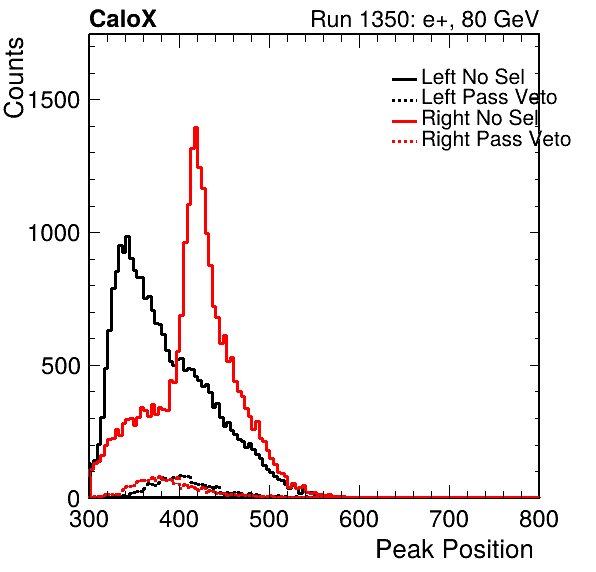 CaloX
Run 1350: e+, 80 GeV
Counts
1500
1000
500
0
Left No Sel
Left Pass Veto
Right No Sel
Right Pass Veto
300 400 500 600 700 800
Peak Position